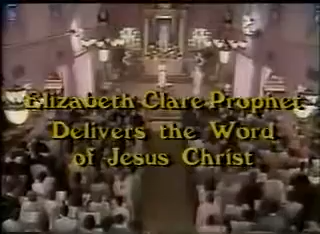 Elizabeth Clare Prophet
Delivers the Word
of Jesus Christ